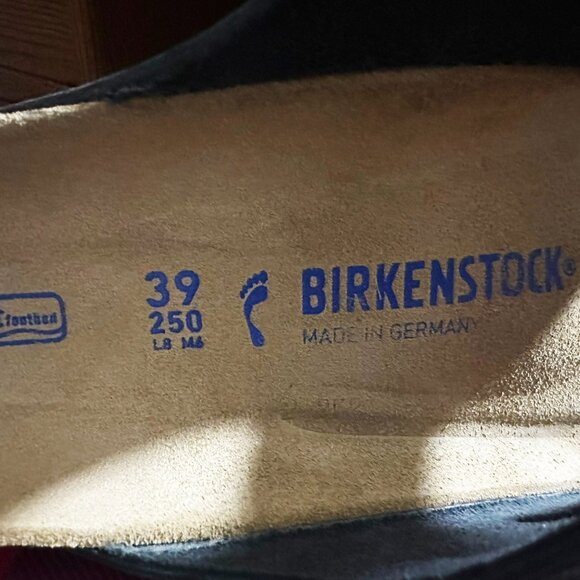 footbed
39
250
L8 M6
BIRKENSTOCK®
MADE IN GERMANY